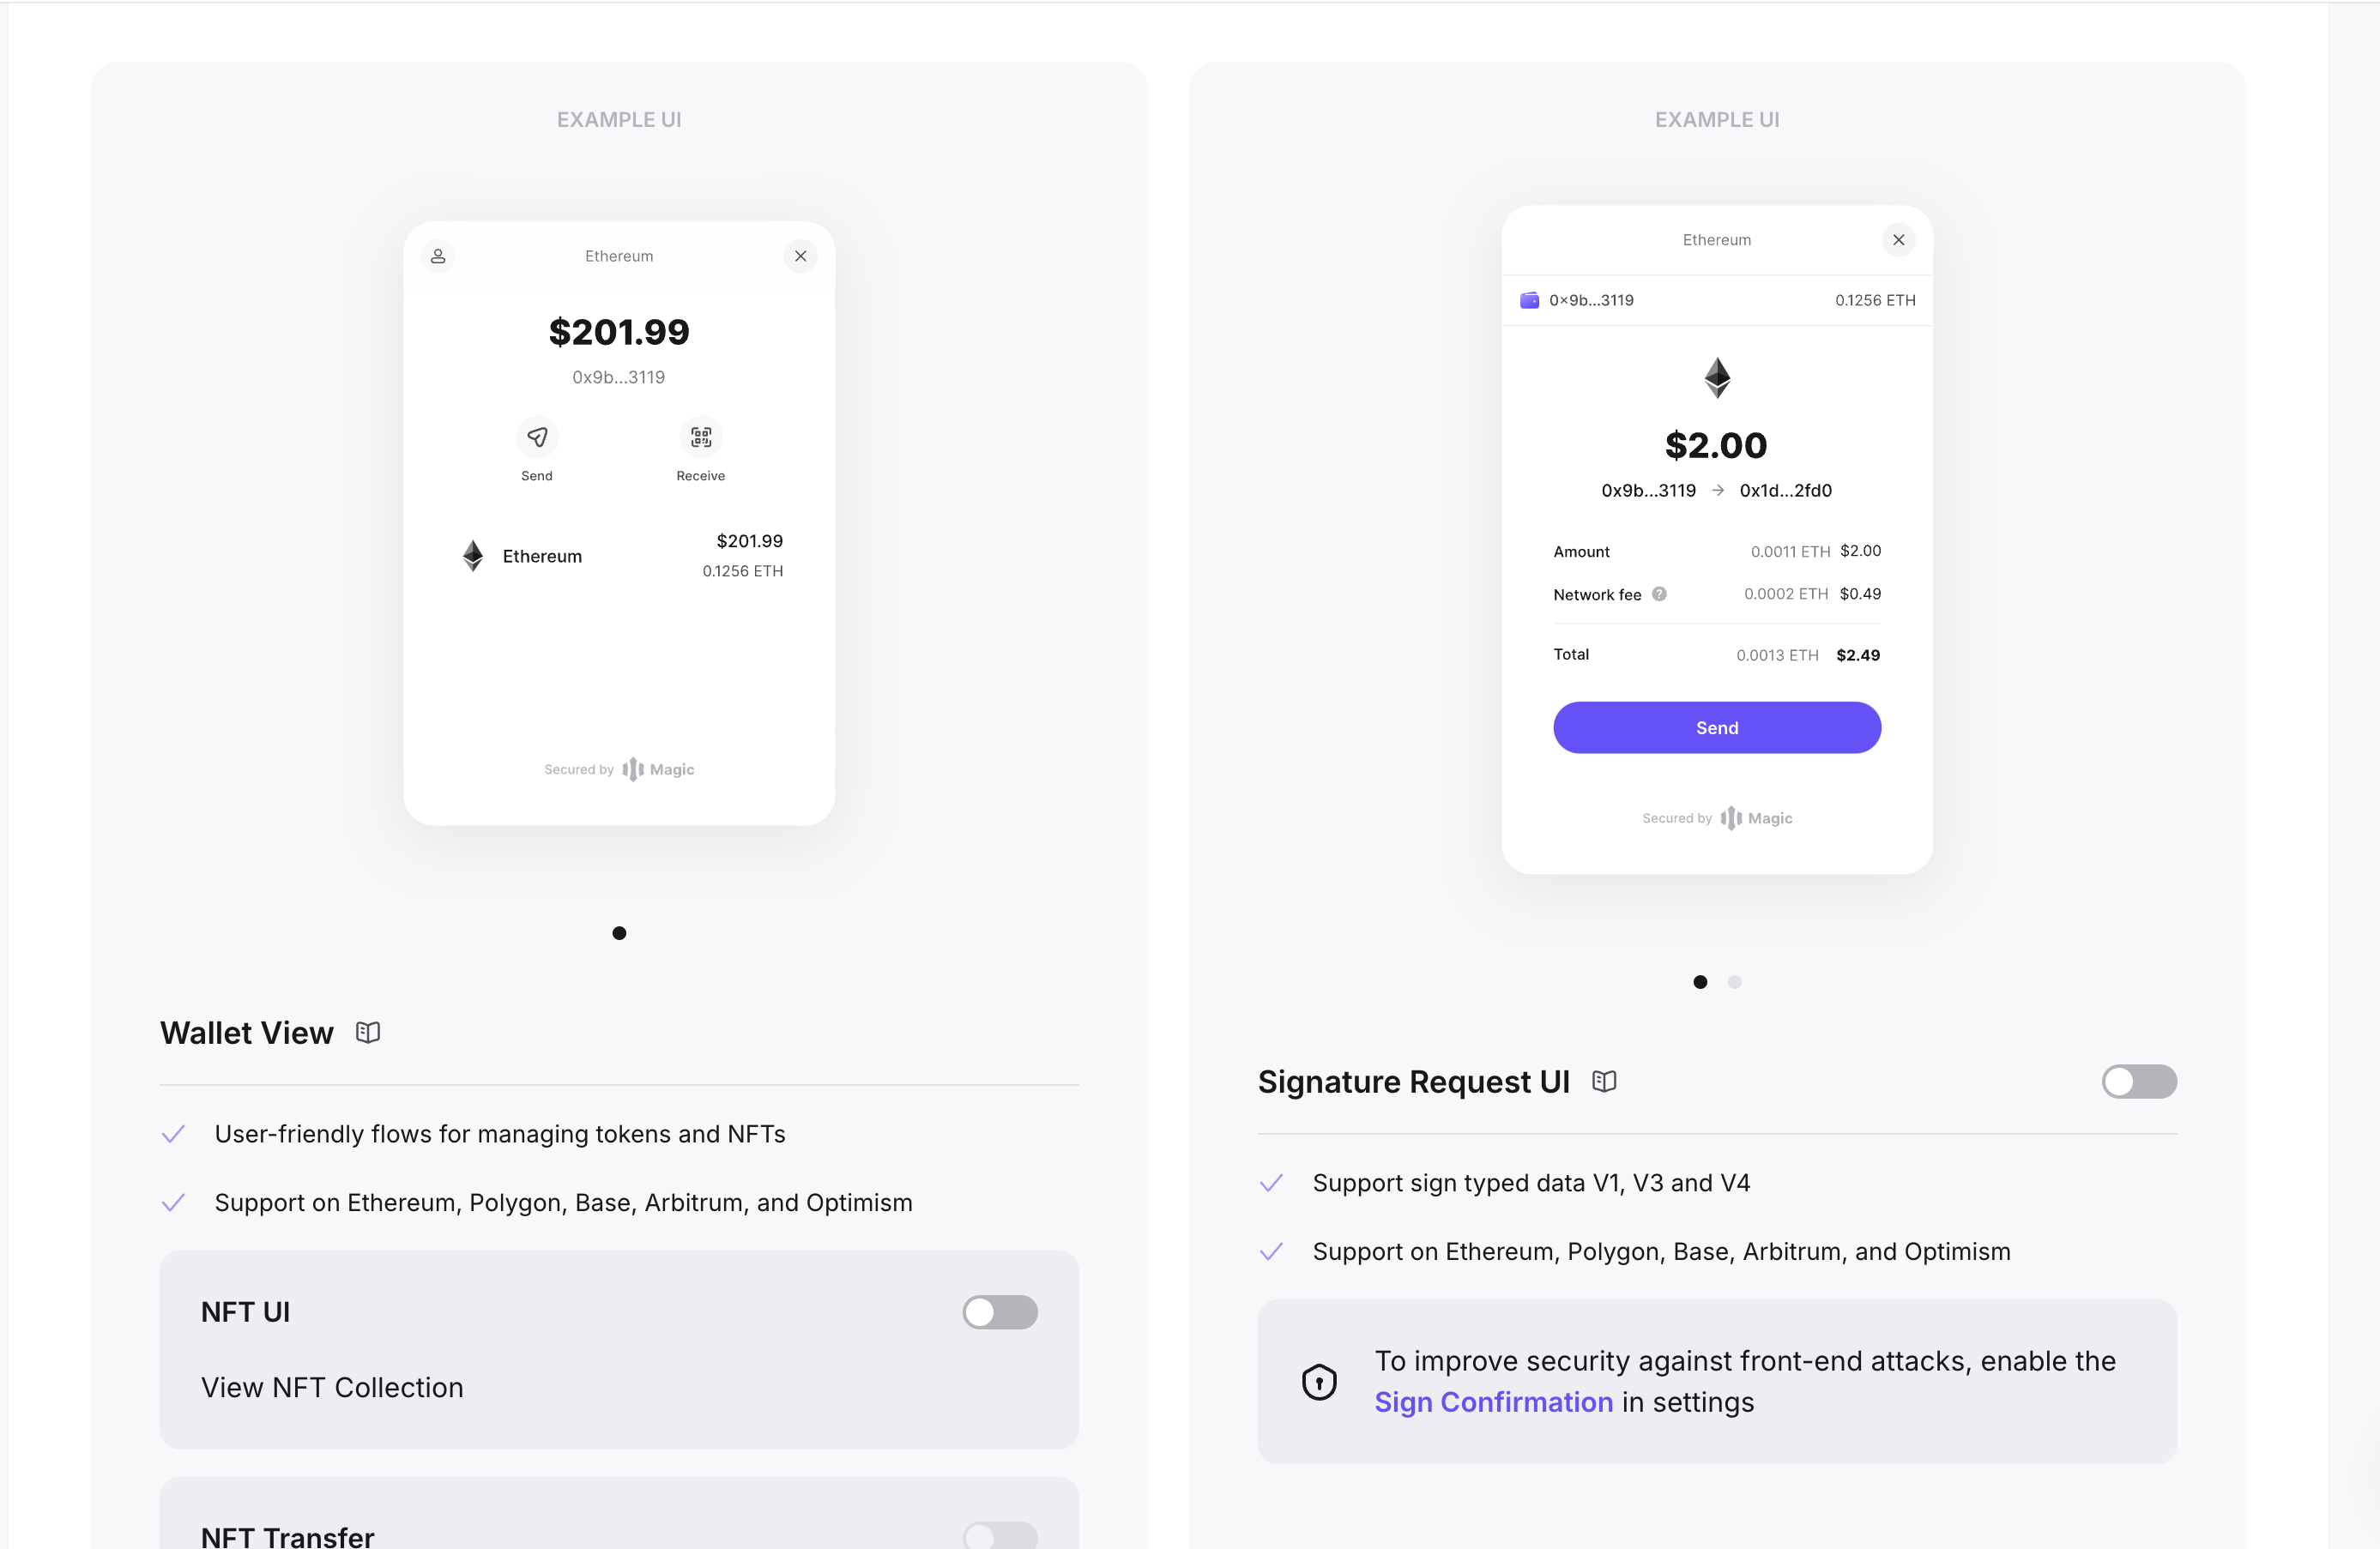 EXAMPLE UI
Ethereum
$201.99
0x9b...3119
Send
Receive
Ethereum
$201.99
0.1256 ETH
Secured by Magic
Wallet View
User-friendly flows for managing tokens and NFTs
Support on Ethereum, Polygon, Base, Arbitrum, and Optimism
NFT UI
View NFT Collection
NFT Transfer
EXAMPLE UI
Ethereum
0×9b...3119 0.1256 ETH
$2.00
0x9b...3119 → 0x1d...2fd0
Amount 0.0011 ETH $2.00
Network fee ? 0.0002 ETH $0.49
Total 0.0013 ETH $2.49
Send
Secured by Magic
Signature Request UI
Support sign typed data V1, V3 and V4
Support on Ethereum, Polygon, Base, Arbitrum, and Optimism
To improve security against front-end attacks, enable the
Sign Confirmation in settings